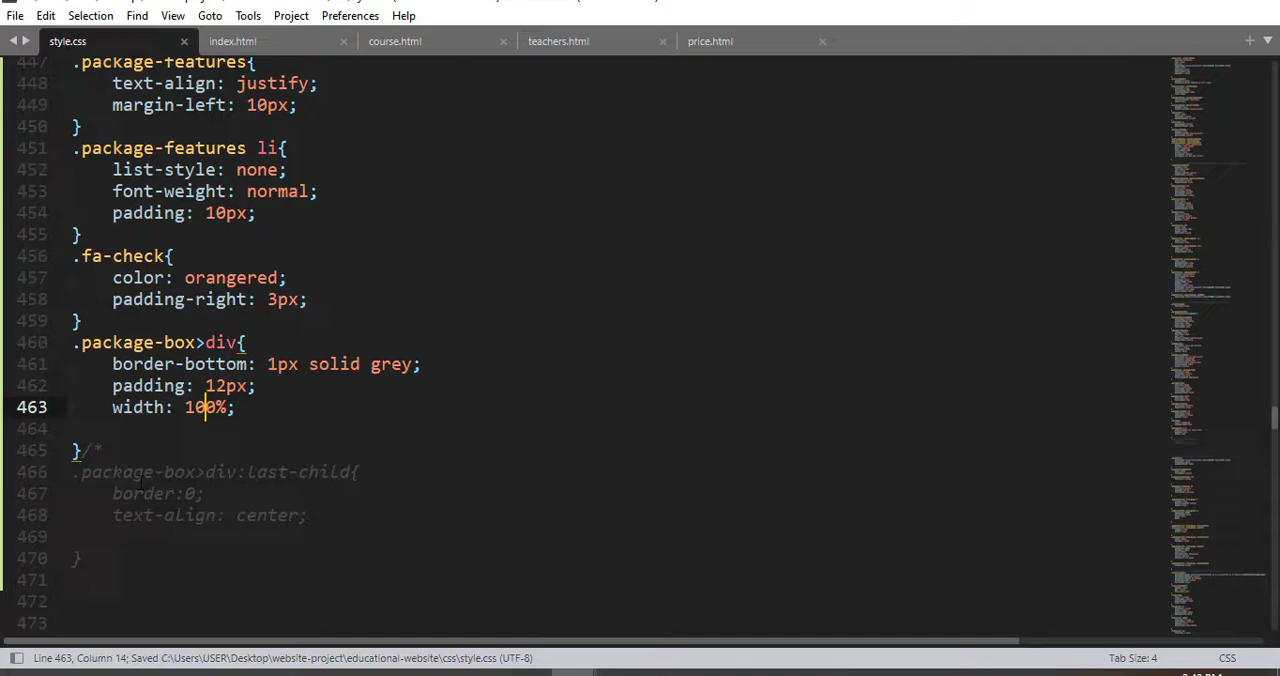 File Edit Selection Find View Goto Tools Project Preferences Help
style.css × index.html × course.html × teachers.html × price.html ×
447 .package-features{
448 text-align: justify;
449 margin-left: 10px;
450 }
451 .package-features li{
452 list-style: none;
453 font-weight: normal;
454 padding: 10px;
455 }
456 .fa-check{
457 color: orangered;
458 padding-right: 3px;
459 }
460 .package-box>div{
461 border-bottom: 1px solid grey;
462 padding: 12px;
463 width: 100%;
464
465 }/*
466 .package-box>div:last-child{
467 border:0;
468 text-align: center;
469
470 }
471
472
473
Line 463, Column 14; Saved C:\Users\USER\Desktop\website-project\educational-website\css\style.css (UTF-8) Tab Size: 4 CSS